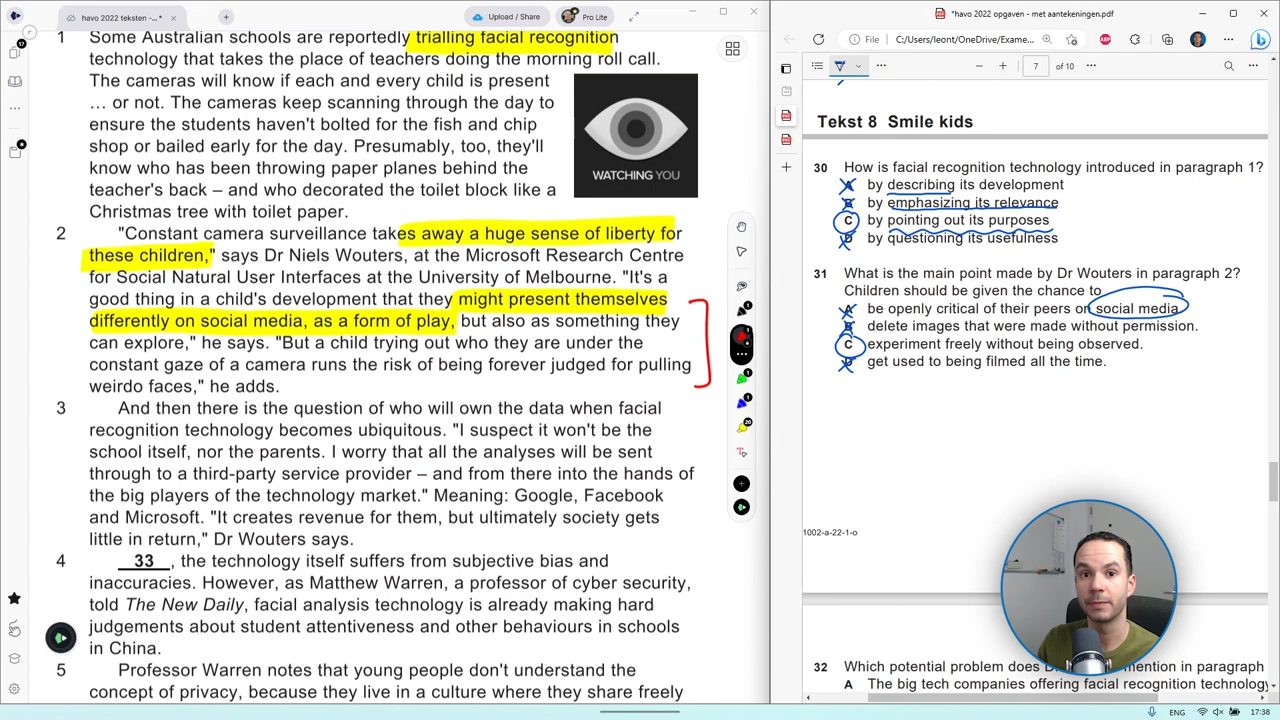 havo 2022 teksten -...*
Upload / Share
Pro Lite
1 Some Australian schools are reportedly trialling facial recognition
technology that takes the place of teachers doing the morning roll call.
The cameras will know if each and every child is present
… or not. The cameras keep scanning through the day to
ensure the students haven't bolted for the fish and chip
shop or bailed early for the day. Presumably, too, they'll
know who has been throwing paper planes behind the
teacher's back – and who decorated the toilet block like a
Christmas tree with toilet paper.
WATCHING YOU
2 "Constant camera surveillance takes away a huge sense of liberty for
these children," says Dr Niels Wouters, at the Microsoft Research Centre
for Social Natural User Interfaces at the University of Melbourne. "It's a
good thing in a child's development that they might present themselves
differently on social media, as a form of play, but also as something they
can explore," he says. "But a child trying out who they are under the
constant gaze of a camera runs the risk of being forever judged for pulling
weirdo faces," he adds.
3 And then there is the question of who will own the data when facial
recognition technology becomes ubiquitous. "I suspect it won't be the
school itself, nor the parents. I worry that all the analyses will be sent
through to a third-party service provider – and from there into the hands of
the big players of the technology market." Meaning: Google, Facebook
and Microsoft. "It creates revenue for them, but ultimately society gets
little in return," Dr Wouters says.
4 33 , the technology itself suffers from subjective bias and
inaccuracies. However, as Matthew Warren, a professor of cyber security,
told The New Daily, facial analysis technology is already making hard
judgements about student attentiveness and other behaviours in schools
in China.
5 Professor Warren notes that young people don't understand the
concept of privacy, because they live in a culture where they share freely
*havo 2022 opgaven - met aantekeningen.pdf
File C:/Users/leont/OneDrive/Exame...
7 of 10
Tekst 8 Smile kids
30 How is facial recognition technology introduced in paragraph 1?
A by describing its development
B by emphasizing its relevance
C by pointing out its purposes
D by questioning its usefulness
31 What is the main point made by Dr Wouters in paragraph 2?
Children should be given the chance to
A be openly critical of their peers on social media
B delete images that were made without permission.
C experiment freely without being observed.
D get used to being filmed all the time.
1002-a-22-1-o
32 Which potential problem does D mention in paragraph
A The big tech companies offering facial recognition technology
ENG 17:38